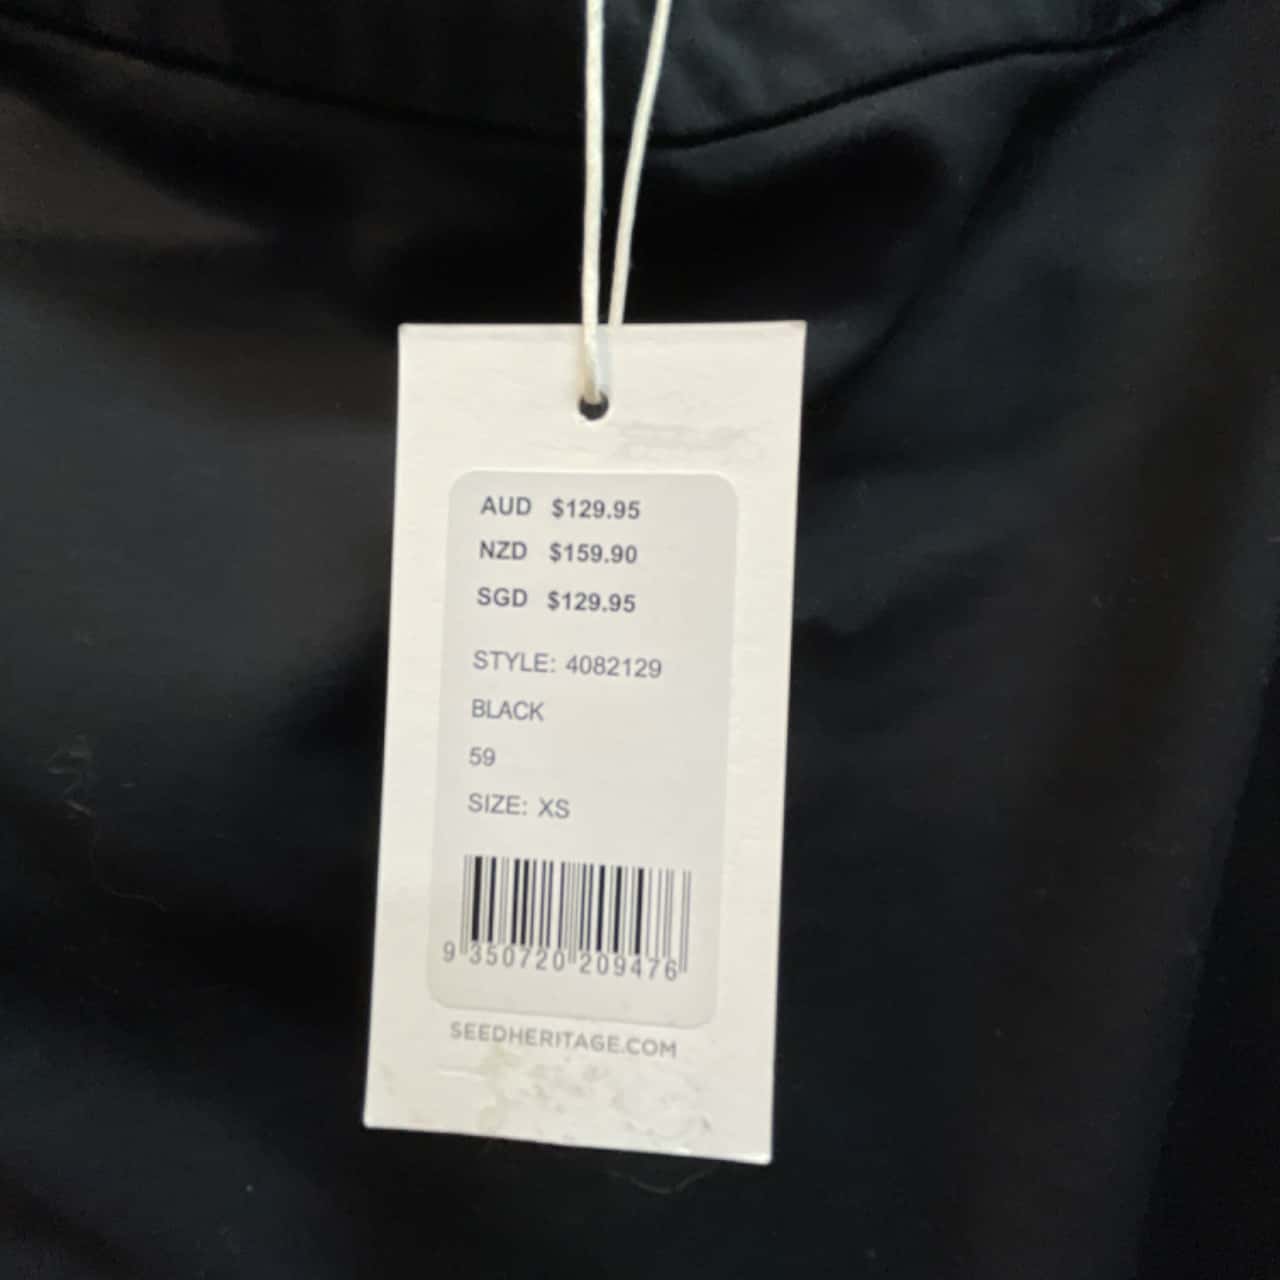 AUD $129.95
NZD $159.90
SGD $129.95
STYLE: 4082129
BLACK
59
SIZE: XS
9 350720 209476
SEEDHERITAGE.COM